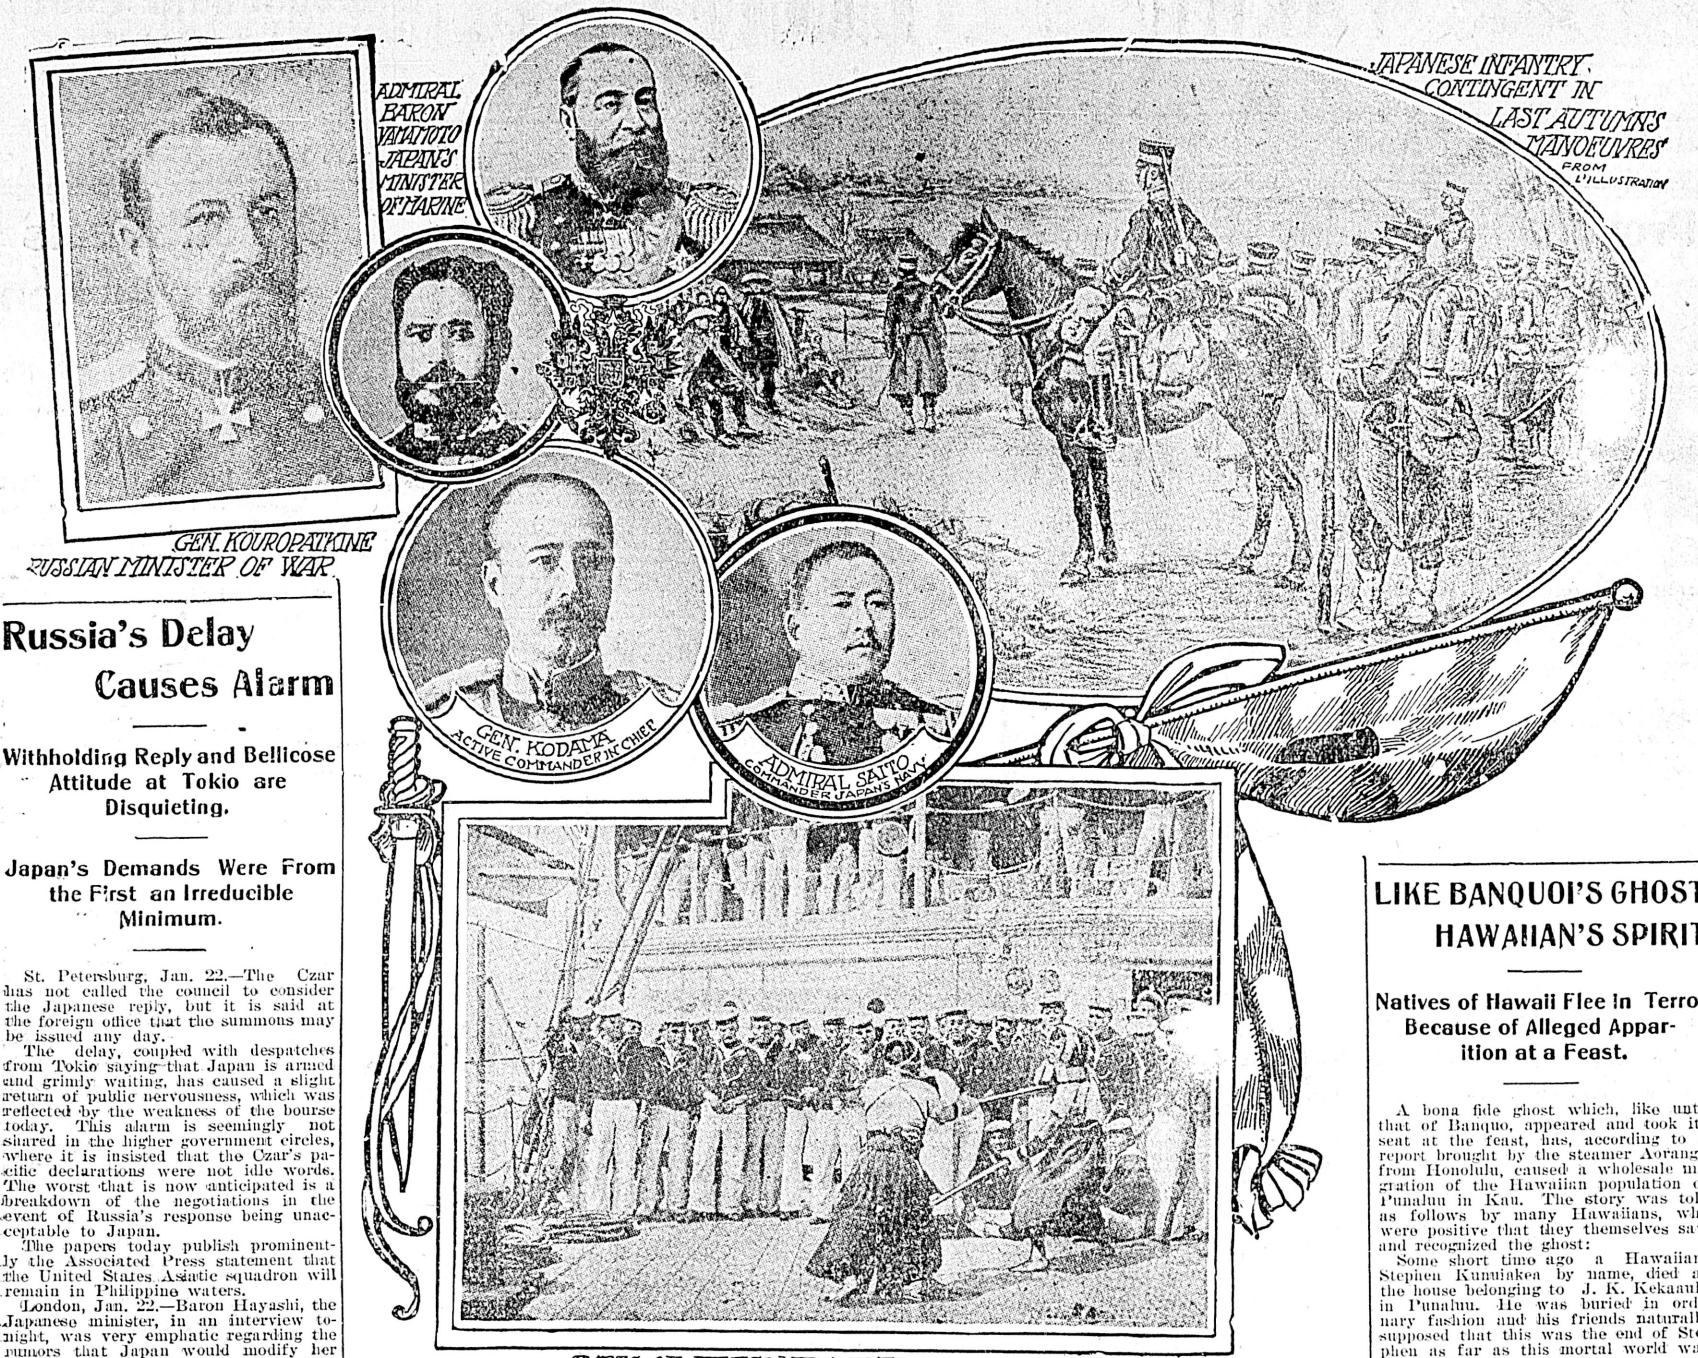 ADMIRAL
BARON
YAMAMOTO
JAPAN'S
MINISTER
OF MARINE
JAPANESE INFANTRY
CONTINGENT IN
LAST AUTUMN'S
MANOEUVRES
FROM
L'ILLUSTRATION
GEN. KOUROPATKINE
RUSSIAN MINISTER OF WAR
GEN. KODAMA
ACTIVE COMMANDER IN CHIEF
ADMIRAL SAITO
COMMANDER JAPAN'S NAVY
Russia's Delay
Causes Alarm
Withholding Reply and Bellicose
Attitude at Tokio are
Disquieting.
Japan's Demands Were From
the First an Irreducible
Minimum.
St. Petersburg, Jan. 22.—The Czar
has not called the council to consider
the Japanese reply, but it is said at
the foreign office that the summons may
be issued any day.
The delay, coupled with despatches
from Tokio saying that Japan is armed
and grimly waiting, has caused a slight
return of public nervousness, which was
reflected by the weakness of the bourse
today. This alarm is seemingly not
shared in the higher government circles,
where it is insisted that the Czar's pa-
cific declarations were not idle words.
The worst that is now anticipated is a
breakdown of the negotiations in the
event of Russia's response being unac-
ceptable to Japan.
The papers today publish prominent-
ly the Associated Press statement that
the United States Asiatic squadron will
remain in Philippine waters.
London, Jan. 22.—Baron Hayashi, the
Japanese minister, in an interview to-
night, was very emphatic regarding the
rumors that Japan would modify her
LIKE BANQUOI'S GHOST
HAWAIIAN'S SPIRIT
Natives of Hawaii Flee in Terro
Because of Alleged Appar-
ition at a Feast.
A bona fide ghost which, like unt
that of Banquo, appeared and took it
seat at the feast, has, according to
report brought by the steamer Aorang
from Honolulu, caused a wholesale mi
gration of the Hawaiian population o
Punaluu in Kau. The story was tol
as follows by many Hawaiians, wh
were positive that they themselves sa
and recognized the ghost:
Some short time ago a Hawaiian
Stephen Kunuiakea by name, died a
the house belonging to J. K. Kekaaul
in Punaluu. He was buried in ordi
nary fashion and his friends naturall
supposed that this was the end of Ste
phen as far as this mortal world wa